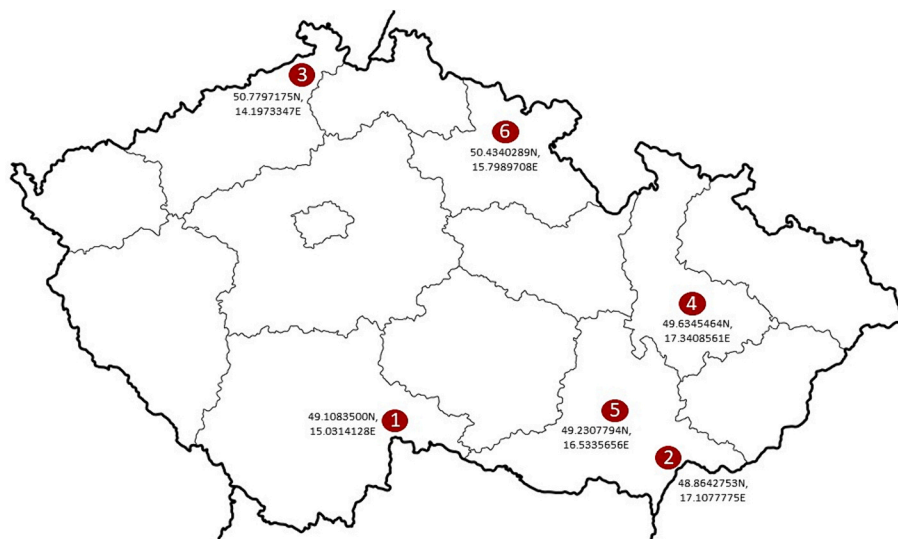 3
50.7797175N,
14.1973347E
6
50.4340289N,
15.7989708E
4
49.6345464N,
17.3408561E
1
49.1083500N,
15.0314128E
5
49.2307794N,
16.5335656E
2
48.8642753N,
17.1077775E